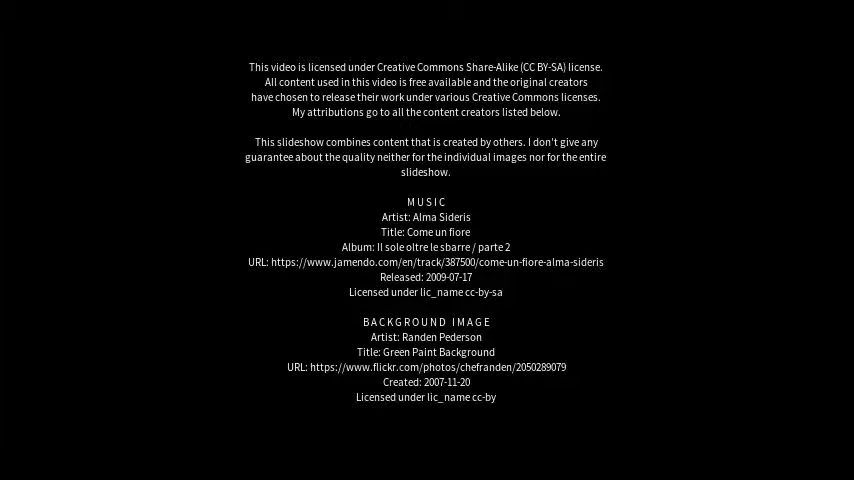 This video is licensed under Creative Commons Share-Alike (CC BY-SA) license.
All content used in this video is free available and the original creators
have chosen to release their work under various Creative Commons licenses.
My attributions go to all the content creators listed below.
This slideshow combines content that is created by others. I don't give any
guarantee about the quality neither for the individual images nor for the entire
slideshow.
M U S I C
Artist: Alma Sideris
Title: Come un fiore
Album: Il sole oltre le sbarre / parte 2
URL: https://www.jamendo.com/en/track/387500/come-un-fiore-alma-sideris
Released: 2009-07-17
Licensed under lic_name cc-by-sa
B A C K G R O U N D   I M A G E
Artist: Randen Pederson
Title: Green Paint Background
URL: https://www.flickr.com/photos/chefranden/2050289079
Created: 2007-11-20
Licensed under lic_name cc-by